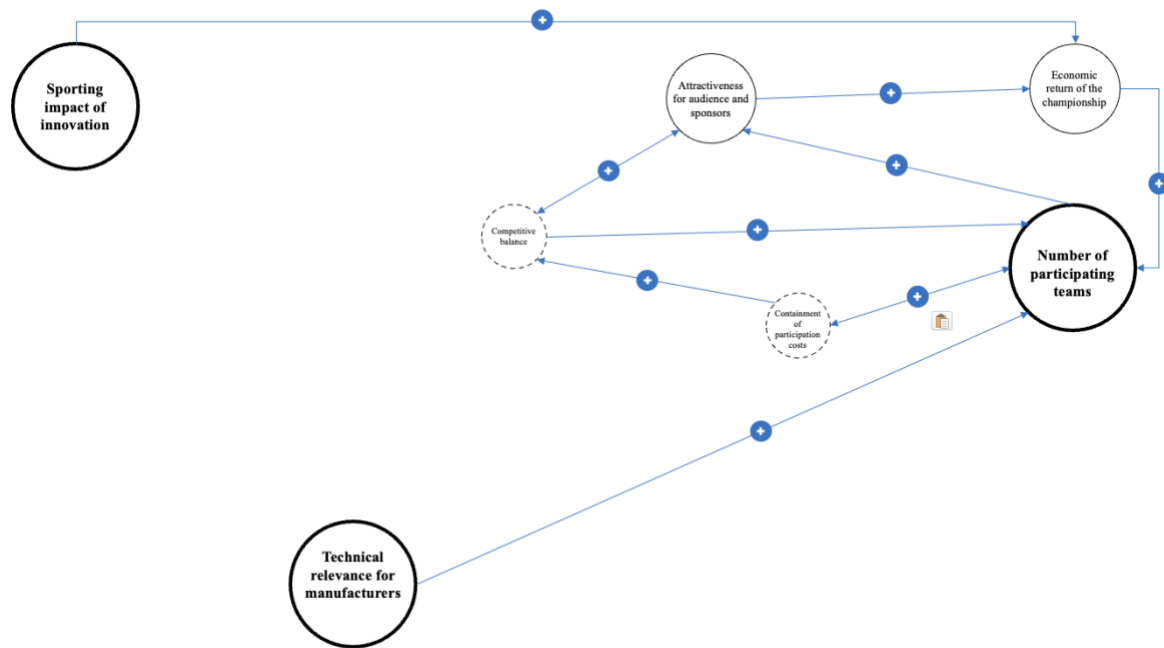 +
Sporting
impact of
innovation
Attractiveness
for audience and
sponsors
+
Economic
return of the
championship
+
+
+
Competitive
balance
+
Number of
participating
teams
+
+
Containment
of
participation
costs
+
Technical
relevance for
manufacturers